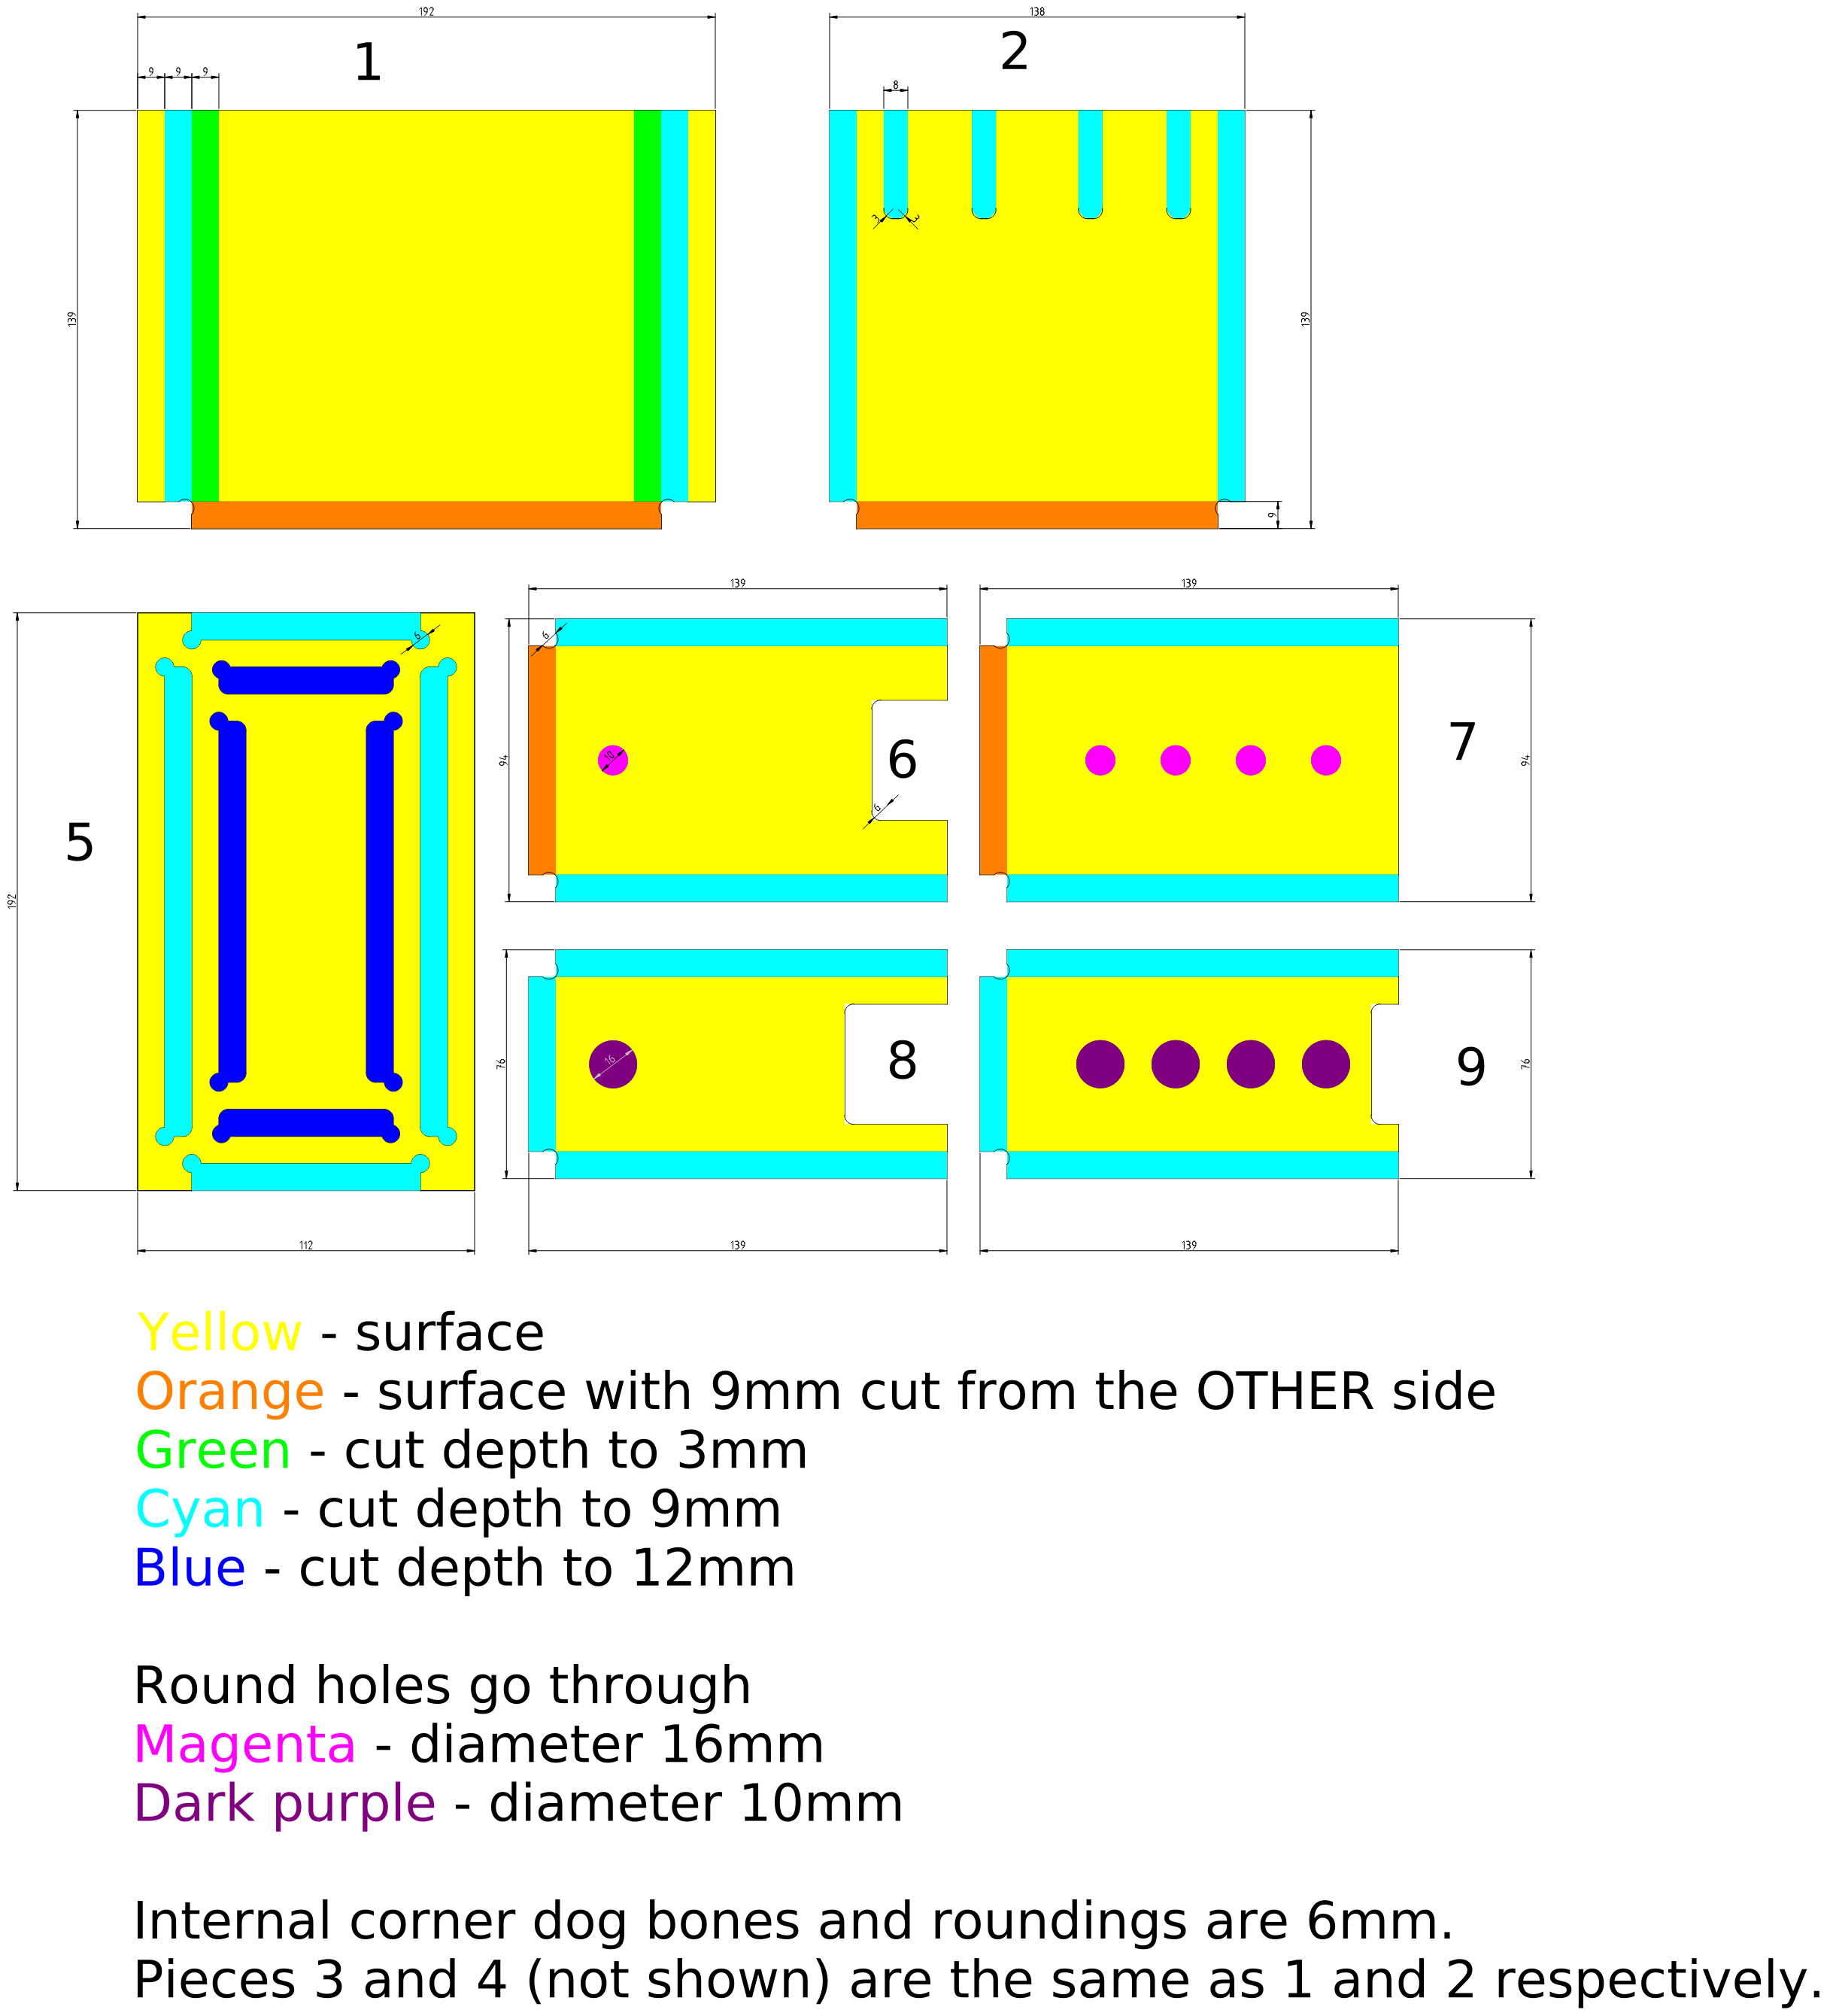 192
138
1
2
9 9 9
8
3 3
139
139
9
139
139
6
6
5
6
7
10
94
94
6
192
8
9
16
76
76
112
139
139
Yellow - surface
Orange - surface with 9mm cut from the OTHER side
Green - cut depth to 3mm
Cyan - cut depth to 9mm
Blue - cut depth to 12mm
Round holes go through
Magenta - diameter 16mm
Dark purple - diameter 10mm
Internal corner dog bones and roundings are 6mm.
Pieces 3 and 4 (not shown) are the same as 1 and 2 respectively.